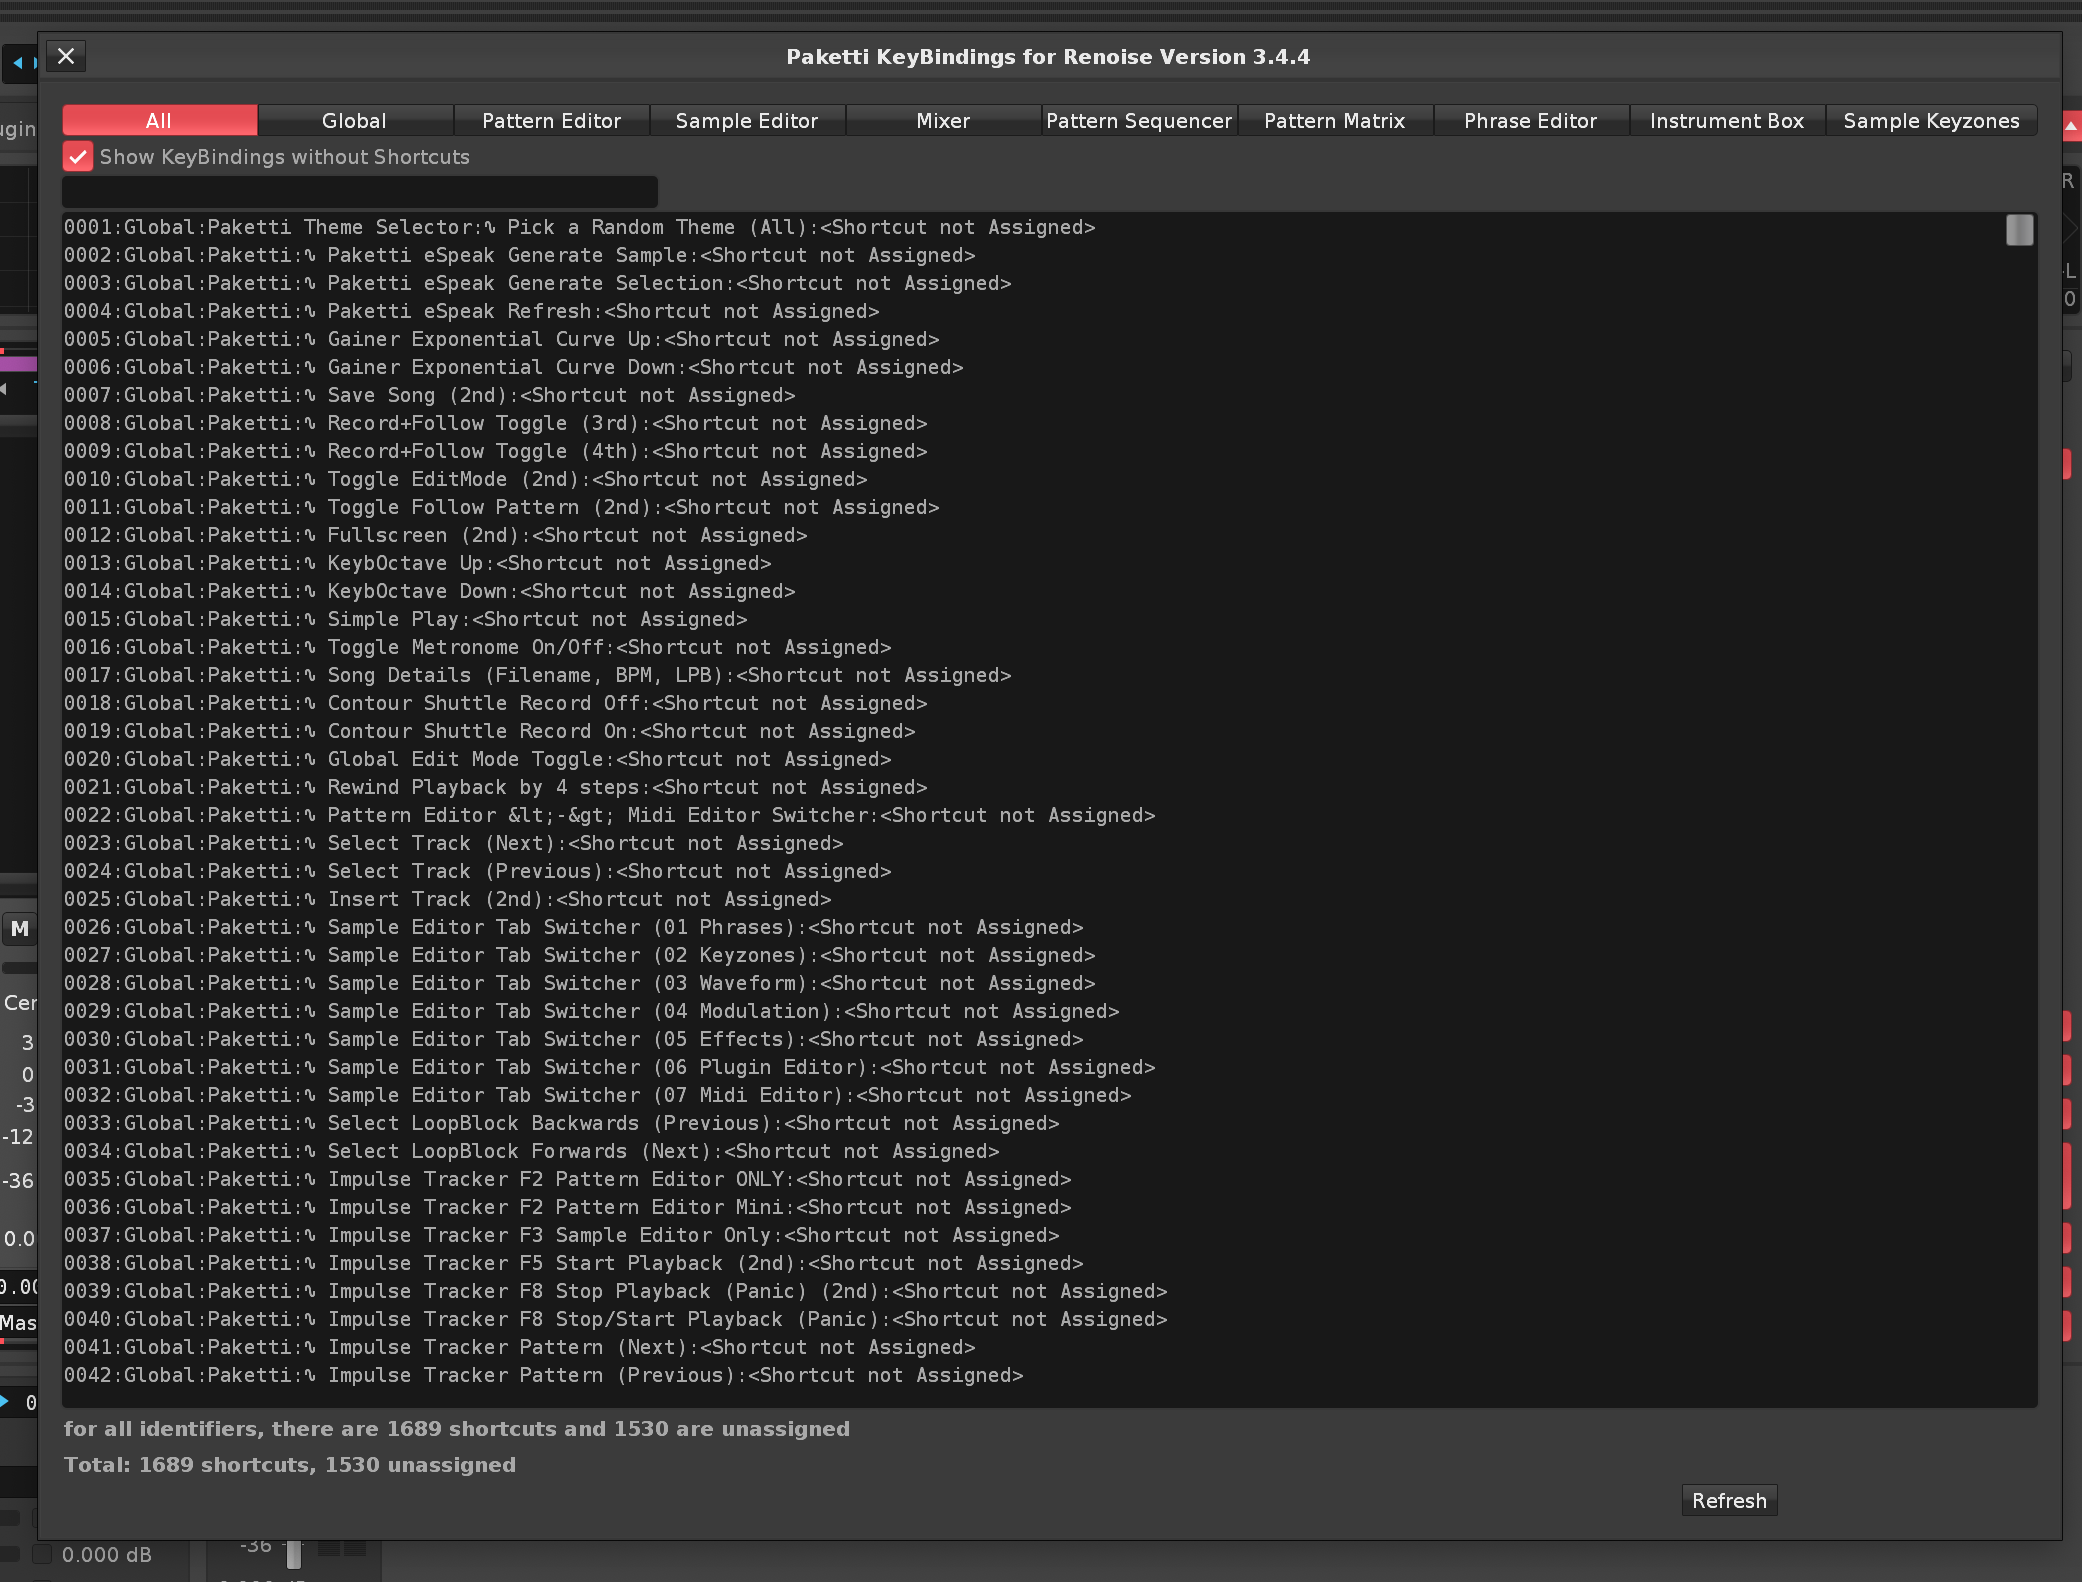 Paketti KeyBindings for Renoise Version 3.4.4
All Global Pattern Editor Sample Editor Mixer Pattern Sequencer Pattern Matrix Phrase Editor Instrument Box Sample Keyzones
Show KeyBindings without Shortcuts
0001:Global:Paketti Theme Selector:∿ Pick a Random Theme (All):<Shortcut not Assigned>
0002:Global:Paketti:∿ Paketti eSpeak Generate Sample:<Shortcut not Assigned>
0003:Global:Paketti:∿ Paketti eSpeak Generate Selection:<Shortcut not Assigned>
0004:Global:Paketti:∿ Paketti eSpeak Refresh:<Shortcut not Assigned>
0005:Global:Paketti:∿ Gainer Exponential Curve Up:<Shortcut not Assigned>
0006:Global:Paketti:∿ Gainer Exponential Curve Down:<Shortcut not Assigned>
0007:Global:Paketti:∿ Save Song (2nd):<Shortcut not Assigned>
0008:Global:Paketti:∿ Record+Follow Toggle (3rd):<Shortcut not Assigned>
0009:Global:Paketti:∿ Record+Follow Toggle (4th):<Shortcut not Assigned>
0010:Global:Paketti:∿ Toggle EditMode (2nd):<Shortcut not Assigned>
0011:Global:Paketti:∿ Toggle Follow Pattern (2nd):<Shortcut not Assigned>
0012:Global:Paketti:∿ Fullscreen (2nd):<Shortcut not Assigned>
0013:Global:Paketti:∿ KeybOctave Up:<Shortcut not Assigned>
0014:Global:Paketti:∿ KeybOctave Down:<Shortcut not Assigned>
0015:Global:Paketti:∿ Simple Play:<Shortcut not Assigned>
0016:Global:Paketti:∿ Toggle Metronome On/Off:<Shortcut not Assigned>
0017:Global:Paketti:∿ Song Details (Filename, BPM, LPB):<Shortcut not Assigned>
0018:Global:Paketti:∿ Contour Shuttle Record Off:<Shortcut not Assigned>
0019:Global:Paketti:∿ Contour Shuttle Record On:<Shortcut not Assigned>
0020:Global:Paketti:∿ Global Edit Mode Toggle:<Shortcut not Assigned>
0021:Global:Paketti:∿ Rewind Playback by 4 steps:<Shortcut not Assigned>
0022:Global:Paketti:∿ Pattern Editor &lt;-&gt; Midi Editor Switcher:<Shortcut not Assigned>
0023:Global:Paketti:∿ Select Track (Next):<Shortcut not Assigned>
0024:Global:Paketti:∿ Select Track (Previous):<Shortcut not Assigned>
0025:Global:Paketti:∿ Insert Track (2nd):<Shortcut not Assigned>
0026:Global:Paketti:∿ Sample Editor Tab Switcher (01 Phrases):<Shortcut not Assigned>
0027:Global:Paketti:∿ Sample Editor Tab Switcher (02 Keyzones):<Shortcut not Assigned>
0028:Global:Paketti:∿ Sample Editor Tab Switcher (03 Waveform):<Shortcut not Assigned>
0029:Global:Paketti:∿ Sample Editor Tab Switcher (04 Modulation):<Shortcut not Assigned>
0030:Global:Paketti:∿ Sample Editor Tab Switcher (05 Effects):<Shortcut not Assigned>
0031:Global:Paketti:∿ Sample Editor Tab Switcher (06 Plugin Editor):<Shortcut not Assigned>
0032:Global:Paketti:∿ Sample Editor Tab Switcher (07 Midi Editor):<Shortcut not Assigned>
0033:Global:Paketti:∿ Select LoopBlock Backwards (Previous):<Shortcut not Assigned>
0034:Global:Paketti:∿ Select LoopBlock Forwards (Next):<Shortcut not Assigned>
0035:Global:Paketti:∿ Impulse Tracker F2 Pattern Editor ONLY:<Shortcut not Assigned>
0036:Global:Paketti:∿ Impulse Tracker F2 Pattern Editor Mini:<Shortcut not Assigned>
0037:Global:Paketti:∿ Impulse Tracker F3 Sample Editor Only:<Shortcut not Assigned>
0038:Global:Paketti:∿ Impulse Tracker F5 Start Playback (2nd):<Shortcut not Assigned>
0039:Global:Paketti:∿ Impulse Tracker F8 Stop Playback (Panic) (2nd):<Shortcut not Assigned>
0040:Global:Paketti:∿ Impulse Tracker F8 Stop/Start Playback (Panic):<Shortcut not Assigned>
0041:Global:Paketti:∿ Impulse Tracker Pattern (Next):<Shortcut not Assigned>
0042:Global:Paketti:∿ Impulse Tracker Pattern (Previous):<Shortcut not Assigned>
for all identifiers, there are 1689 shortcuts and 1530 are unassigned
Total: 1689 shortcuts, 1530 unassigned
Refresh
M
3
0
-3
-12
-36
0.000 dB
-36
R